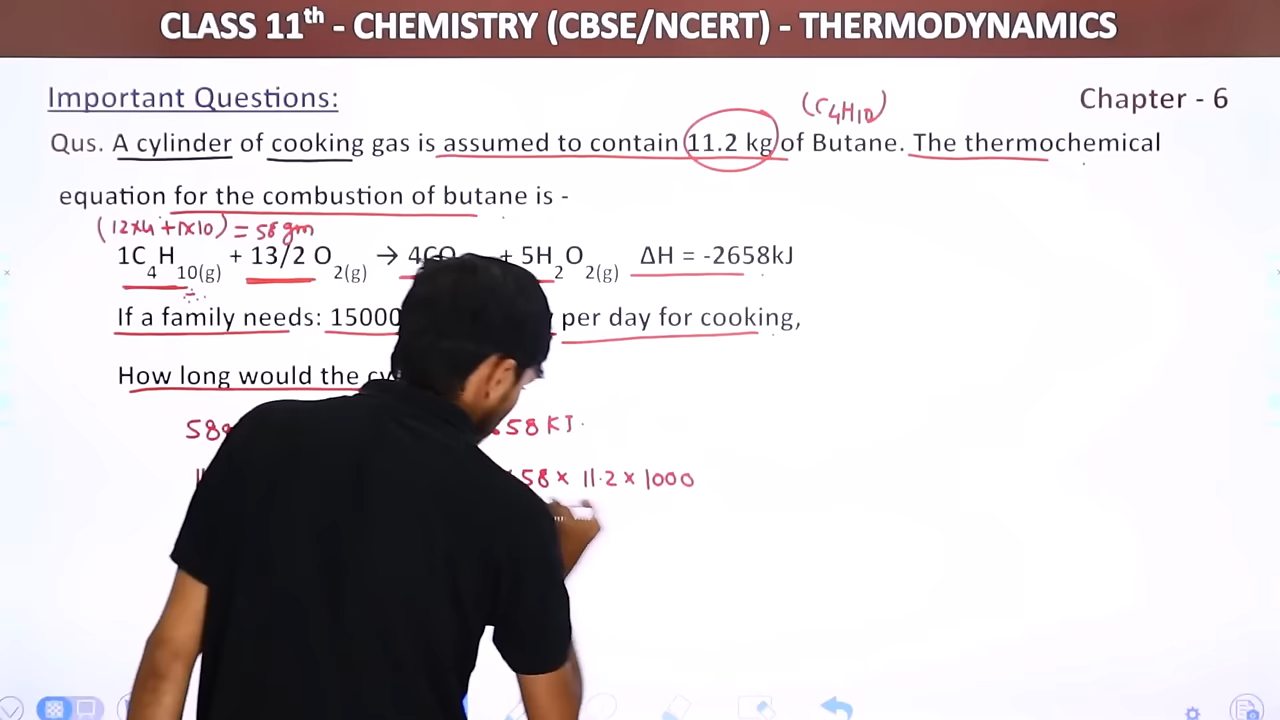 CLASS 11th - CHEMISTRY (CBSE/NCERT) - THERMODYNAMICS
Important Questions:
Chapter - 6
(C4H10)
Qus. A cylinder of cooking gas is assumed to contain 11.2 kg of Butane. The thermochemical
equation for the combustion of butane is -
(12×4 + 1×10) = 58 gm
1C4H10(g) + 13/2 O2(g) → 4CO + 5H2O2(g) ΔH = -2658kJ
If a family needs: 15000 per day for cooking,
How long would the
58 58 KJ.
58 × 11.2 × 1000